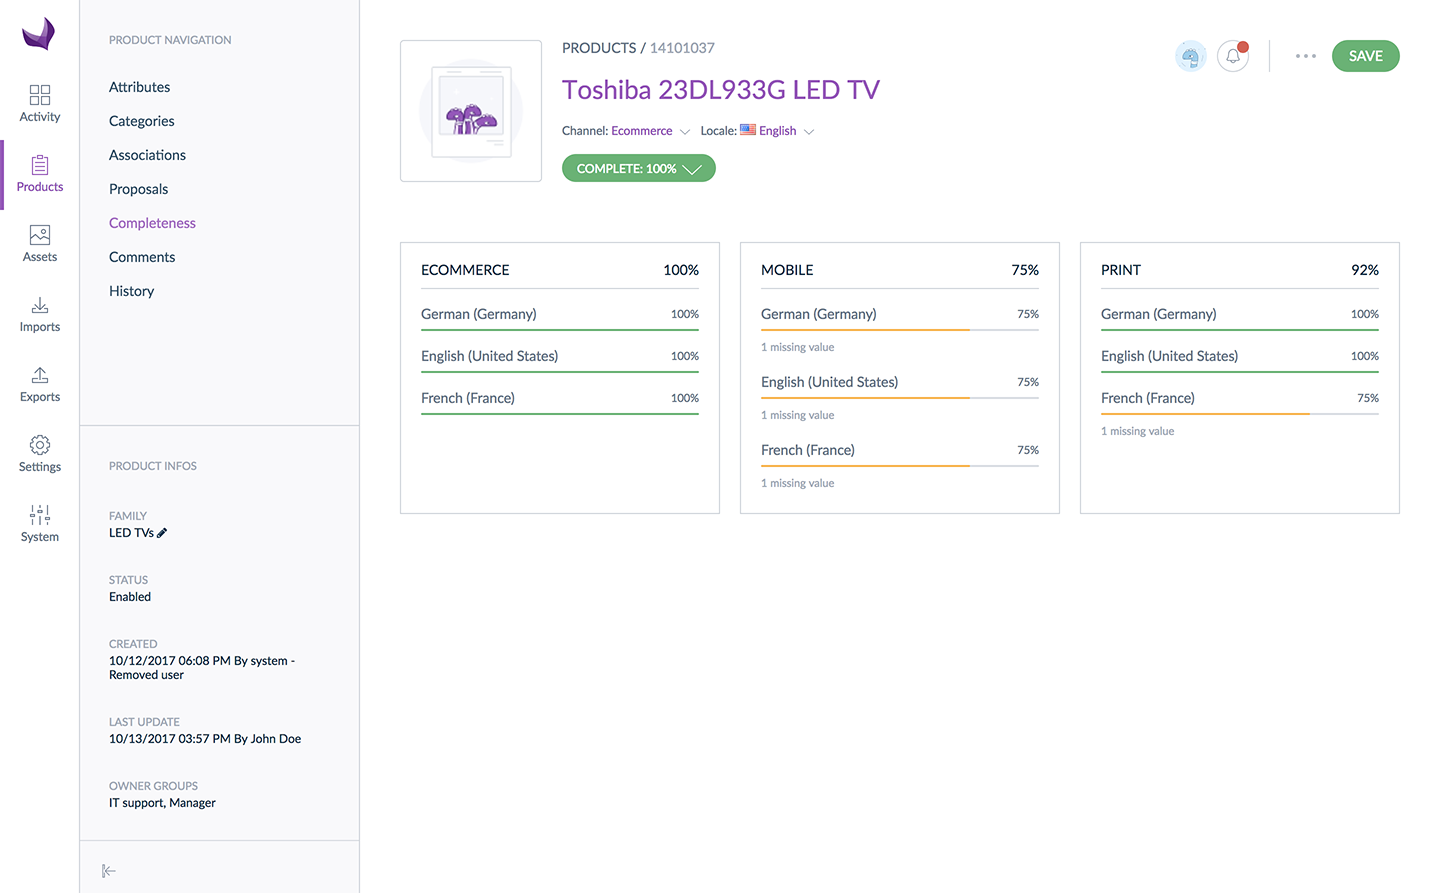 Activity
Products
Assets
Imports
Exports
Settings
System
PRODUCT NAVIGATION
Attributes
Categories
Associations
Proposals
Completeness
Comments
History
PRODUCT INFOS
FAMILY
LED TVs
STATUS
Enabled
CREATED
10/12/2017 06:08 PM By system -
Removed user
LAST UPDATE
10/13/2017 03:57 PM By John Doe
OWNER GROUPS
IT support, Manager
PRODUCTS / 14101037
Toshiba 23DL933G LED TV
Channel: Ecommerce Locale: English
COMPLETE: 100%
SAVE
ECOMMERCE 100%
German (Germany) 100%
English (United States) 100%
French (France) 100%
MOBILE 75%
German (Germany) 75%
1 missing value
English (United States) 75%
1 missing value
French (France) 75%
1 missing value
PRINT 92%
German (Germany) 100%
English (United States) 100%
French (France) 75%
1 missing value